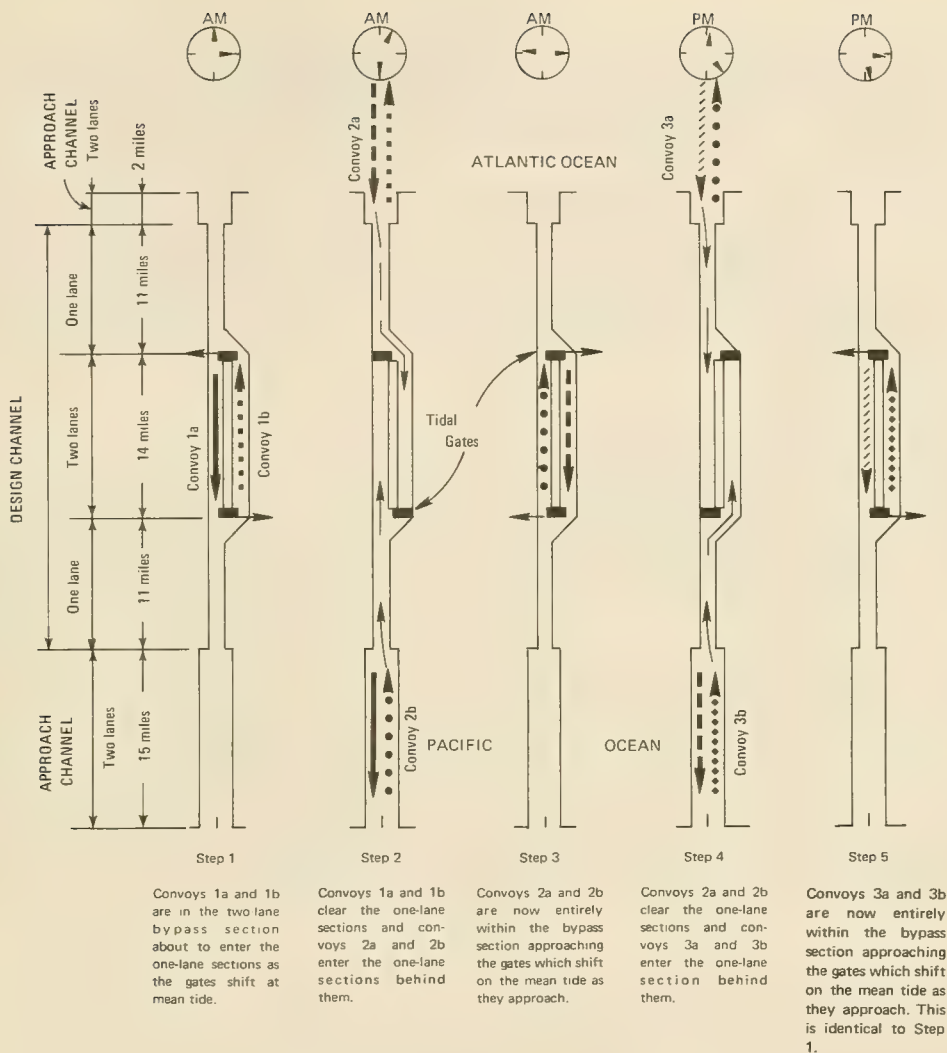 AM
AM
AM
PM
PM
APPROACH
CHANNEL
Two lanes
2 miles
Convoy 2a
ATLANTIC OCEAN
Convoy 3a
DESIGN CHANNEL
One lane
11 miles
Two lanes
14 miles
Convoy 1a
Convoy 1b
Tidal
Gates
One lane
11 miles
APPROACH
CHANNEL
Two lanes
15 miles
Convoy 2b
PACIFIC
OCEAN
Convoy 3b
Step 1
Convoys 1a and 1b
are in the two lane
bypass section
about to enter the
one-lane sections as
the gates shift at
mean tide.
Step 2
Convoys 1a and 1b
clear the one-lane
sections and con-
voys 2a and 2b
enter the one-lane
sections behind
them.
Step 3
Convoys 2a and 2b
are now entirely
within the bypass
section approaching
the gates which shift
on the mean tide as
they approach.
Step 4
Convoys 2a and 2b
clear the one-lane
sections and con-
voys 3a and 3b
enter the one-lane
section behind
them.
Step 5
Convoys 3a and 3b
are now entirely
within the bypass
section approaching
the gates which shift
on the mean tide as
they approach. This
is identical to Step
1.